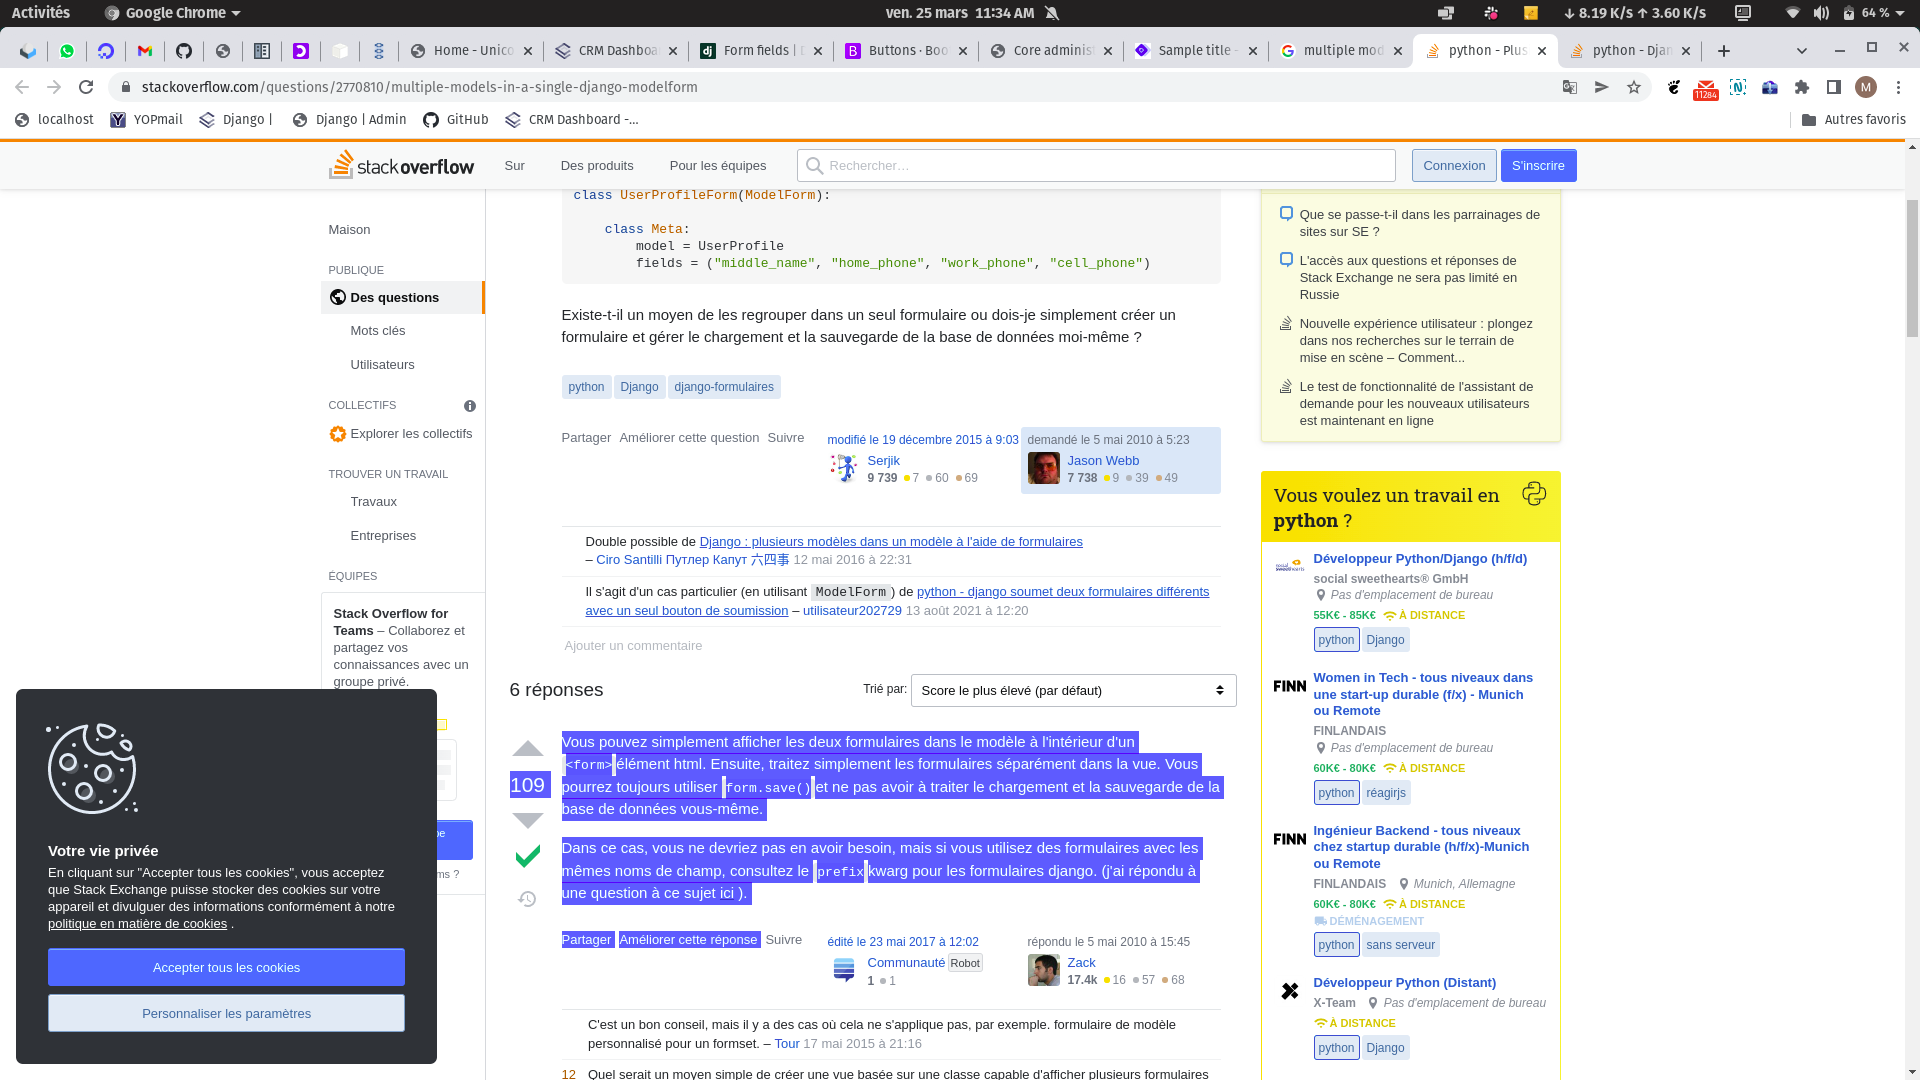 Activités
Google Chrome
ven. 25 mars 11:34 AM
↓ 8.19 K/s ↑ 3.60 K/s
64 %
Home - Unico
CRM Dashboa
Form fields | D
Buttons · Boo
Core administ
Sample title -
multiple mod
python - Plus
python - Djan
stackoverflow.com/questions/2770810/multiple-models-in-a-single-django-modelform
11284
M
localhost
YOPmail
Django |
Django | Admin
GitHub
CRM Dashboard -...
Autres favoris
stackoverflow
Sur
Des produits
Pour les équipes
Rechercher…
Connexion
S'inscrire
Maison
PUBLIQUE
Des questions
Mots clés
Utilisateurs
COLLECTIFS
Explorer les collectifs
TROUVER UN TRAVAIL
Travaux
Entreprises
ÉQUIPES
Stack Overflow for
Teams – Collaborez et
partagez vos
connaissances avec un
groupe privé.
class UserProfileForm(ModelForm):
class Meta:
model = UserProfile
fields = ("middle_name", "home_phone", "work_phone", "cell_phone")
Existe-t-il un moyen de les regrouper dans un seul formulaire ou dois-je simplement créer un
formulaire et gérer le chargement et la sauvegarde de la base de données moi-même ?
python
Django
django-formulaires
Partager
Améliorer cette question
Suivre
modifié le 19 décembre 2015 à 9:03
Serjik
9 739 7 60 69
demandé le 5 mai 2010 à 5:23
Jason Webb
7 738 9 39 49
Double possible de Django : plusieurs modèles dans un modèle à l'aide de formulaires
– Ciro Santilli Путлер Капут 六四事 12 mai 2016 à 22:31
Il s'agit d'un cas particulier (en utilisant ModelForm ) de python - django soumet deux formulaires différents
avec un seul bouton de soumission – utilisateur202729 13 août 2021 à 12:20
Ajouter un commentaire
6 réponses
Trié par:
Score le plus élevé (par défaut)
109
Vous pouvez simplement afficher les deux formulaires dans le modèle à l'intérieur d'un
<form> élément html. Ensuite, traitez simplement les formulaires séparément dans la vue. Vous
pourrez toujours utiliser form.save() et ne pas avoir à traiter le chargement et la sauvegarde de la
base de données vous-même.
Dans ce cas, vous ne devriez pas en avoir besoin, mais si vous utilisez des formulaires avec les
mêmes noms de champ, consultez le prefix kwarg pour les formulaires django. (j'ai répondu à
une question à ce sujet ici ).
Partager
Améliorer cette réponse
Suivre
édité le 23 mai 2017 à 12:02
Communauté Robot
1 1
répondu le 5 mai 2010 à 15:45
Zack
17.4k 16 57 68
C'est un bon conseil, mais il y a des cas où cela ne s'applique pas, par exemple. formulaire de modèle
personnalisé pour un formset. – Tour 17 mai 2015 à 21:16
12
Quel serait un moyen simple de créer une vue basée sur une classe capable d'afficher plusieurs formulaires
Que se passe-t-il dans les parrainages de
sites sur SE ?
L'accès aux questions et réponses de
Stack Exchange ne sera pas limité en
Russie
Nouvelle expérience utilisateur : plongez
dans nos recherches sur le terrain de
mise en scène – Comment...
Le test de fonctionnalité de l'assistant de
demande pour les nouveaux utilisateurs
est maintenant en ligne
Vous voulez un travail en
python ?
Développeur Python/Django (h/f/d)
social sweethearts® GmbH
Pas d'emplacement de bureau
55K€ - 85K€ À DISTANCE
python
Django
FINN
Women in Tech - tous niveaux dans
une start-up durable (f/x) - Munich
ou Remote
FINLANDAIS
Pas d'emplacement de bureau
60K€ - 80K€ À DISTANCE
python
réagirjs
FINN
Ingénieur Backend - tous niveaux
chez startup durable (h/f/x)-Munich
ou Remote
FINLANDAIS Munich, Allemagne
60K€ - 80K€ À DISTANCE
DÉMÉNAGEMENT
python
sans serveur
Développeur Python (Distant)
X-Team Pas d'emplacement de bureau
À DISTANCE
python
Django
Votre vie privée
En cliquant sur "Accepter tous les cookies", vous acceptez
que Stack Exchange puisse stocker des cookies sur votre
appareil et divulguer des informations conformément à notre
politique en matière de cookies .
Accepter tous les cookies
Personnaliser les paramètres